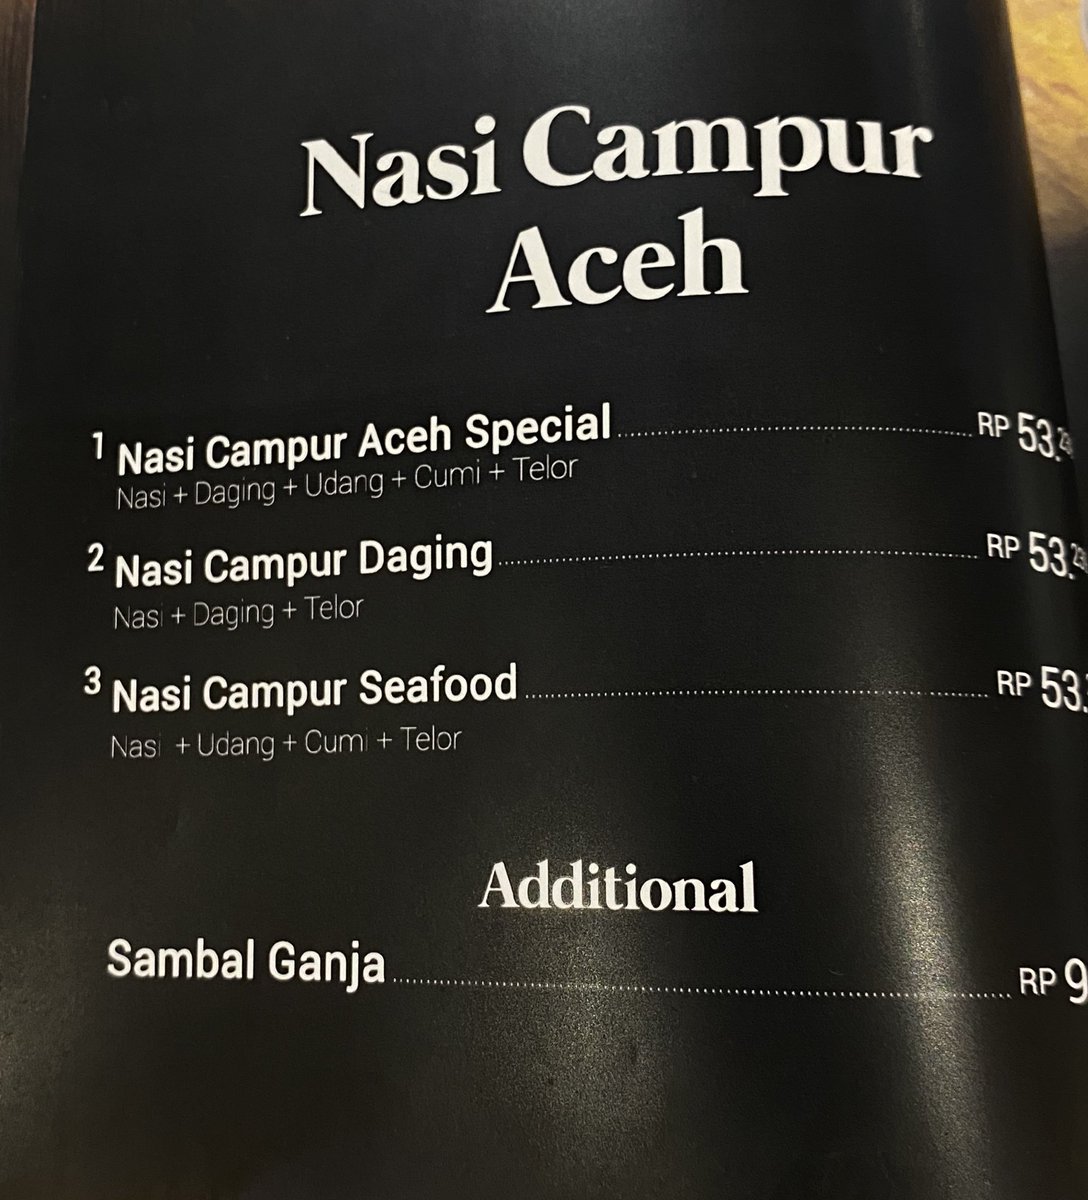 Nasi Campur
Aceh
1 Nasi Campur Aceh Special RP 53.
Nasi + Daging + Udang + Cumi + Telor
2 Nasi Campur Daging RP 53.
Nasi + Daging + Telor
3 Nasi Campur Seafood RP 53.
Nasi + Udang + Cumi + Telor
Additional
Sambal Ganja RP 9